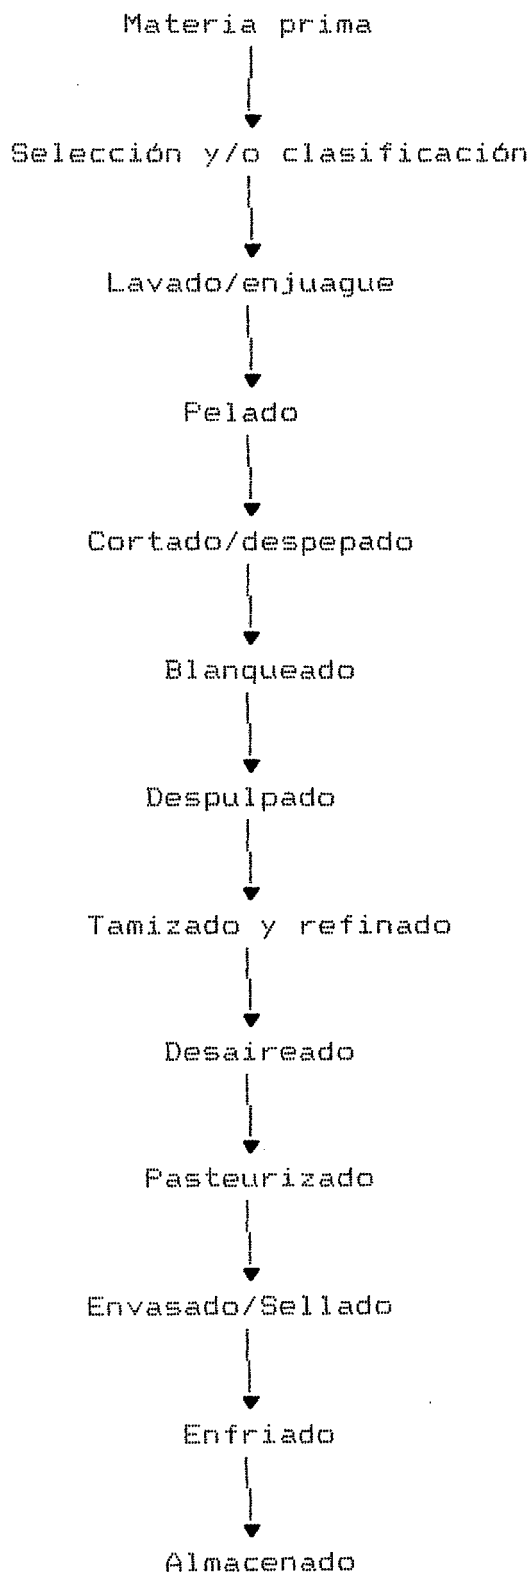 Materia prima
Selección y/o clasificación
Lavado/enjuague
Pelado
Cortado/despepado
Blanqueado
Despulpado
Tamizado y refinado
Desaireado
Pasteurizado
Envasado/Sellado
Enfriado
Almacenado